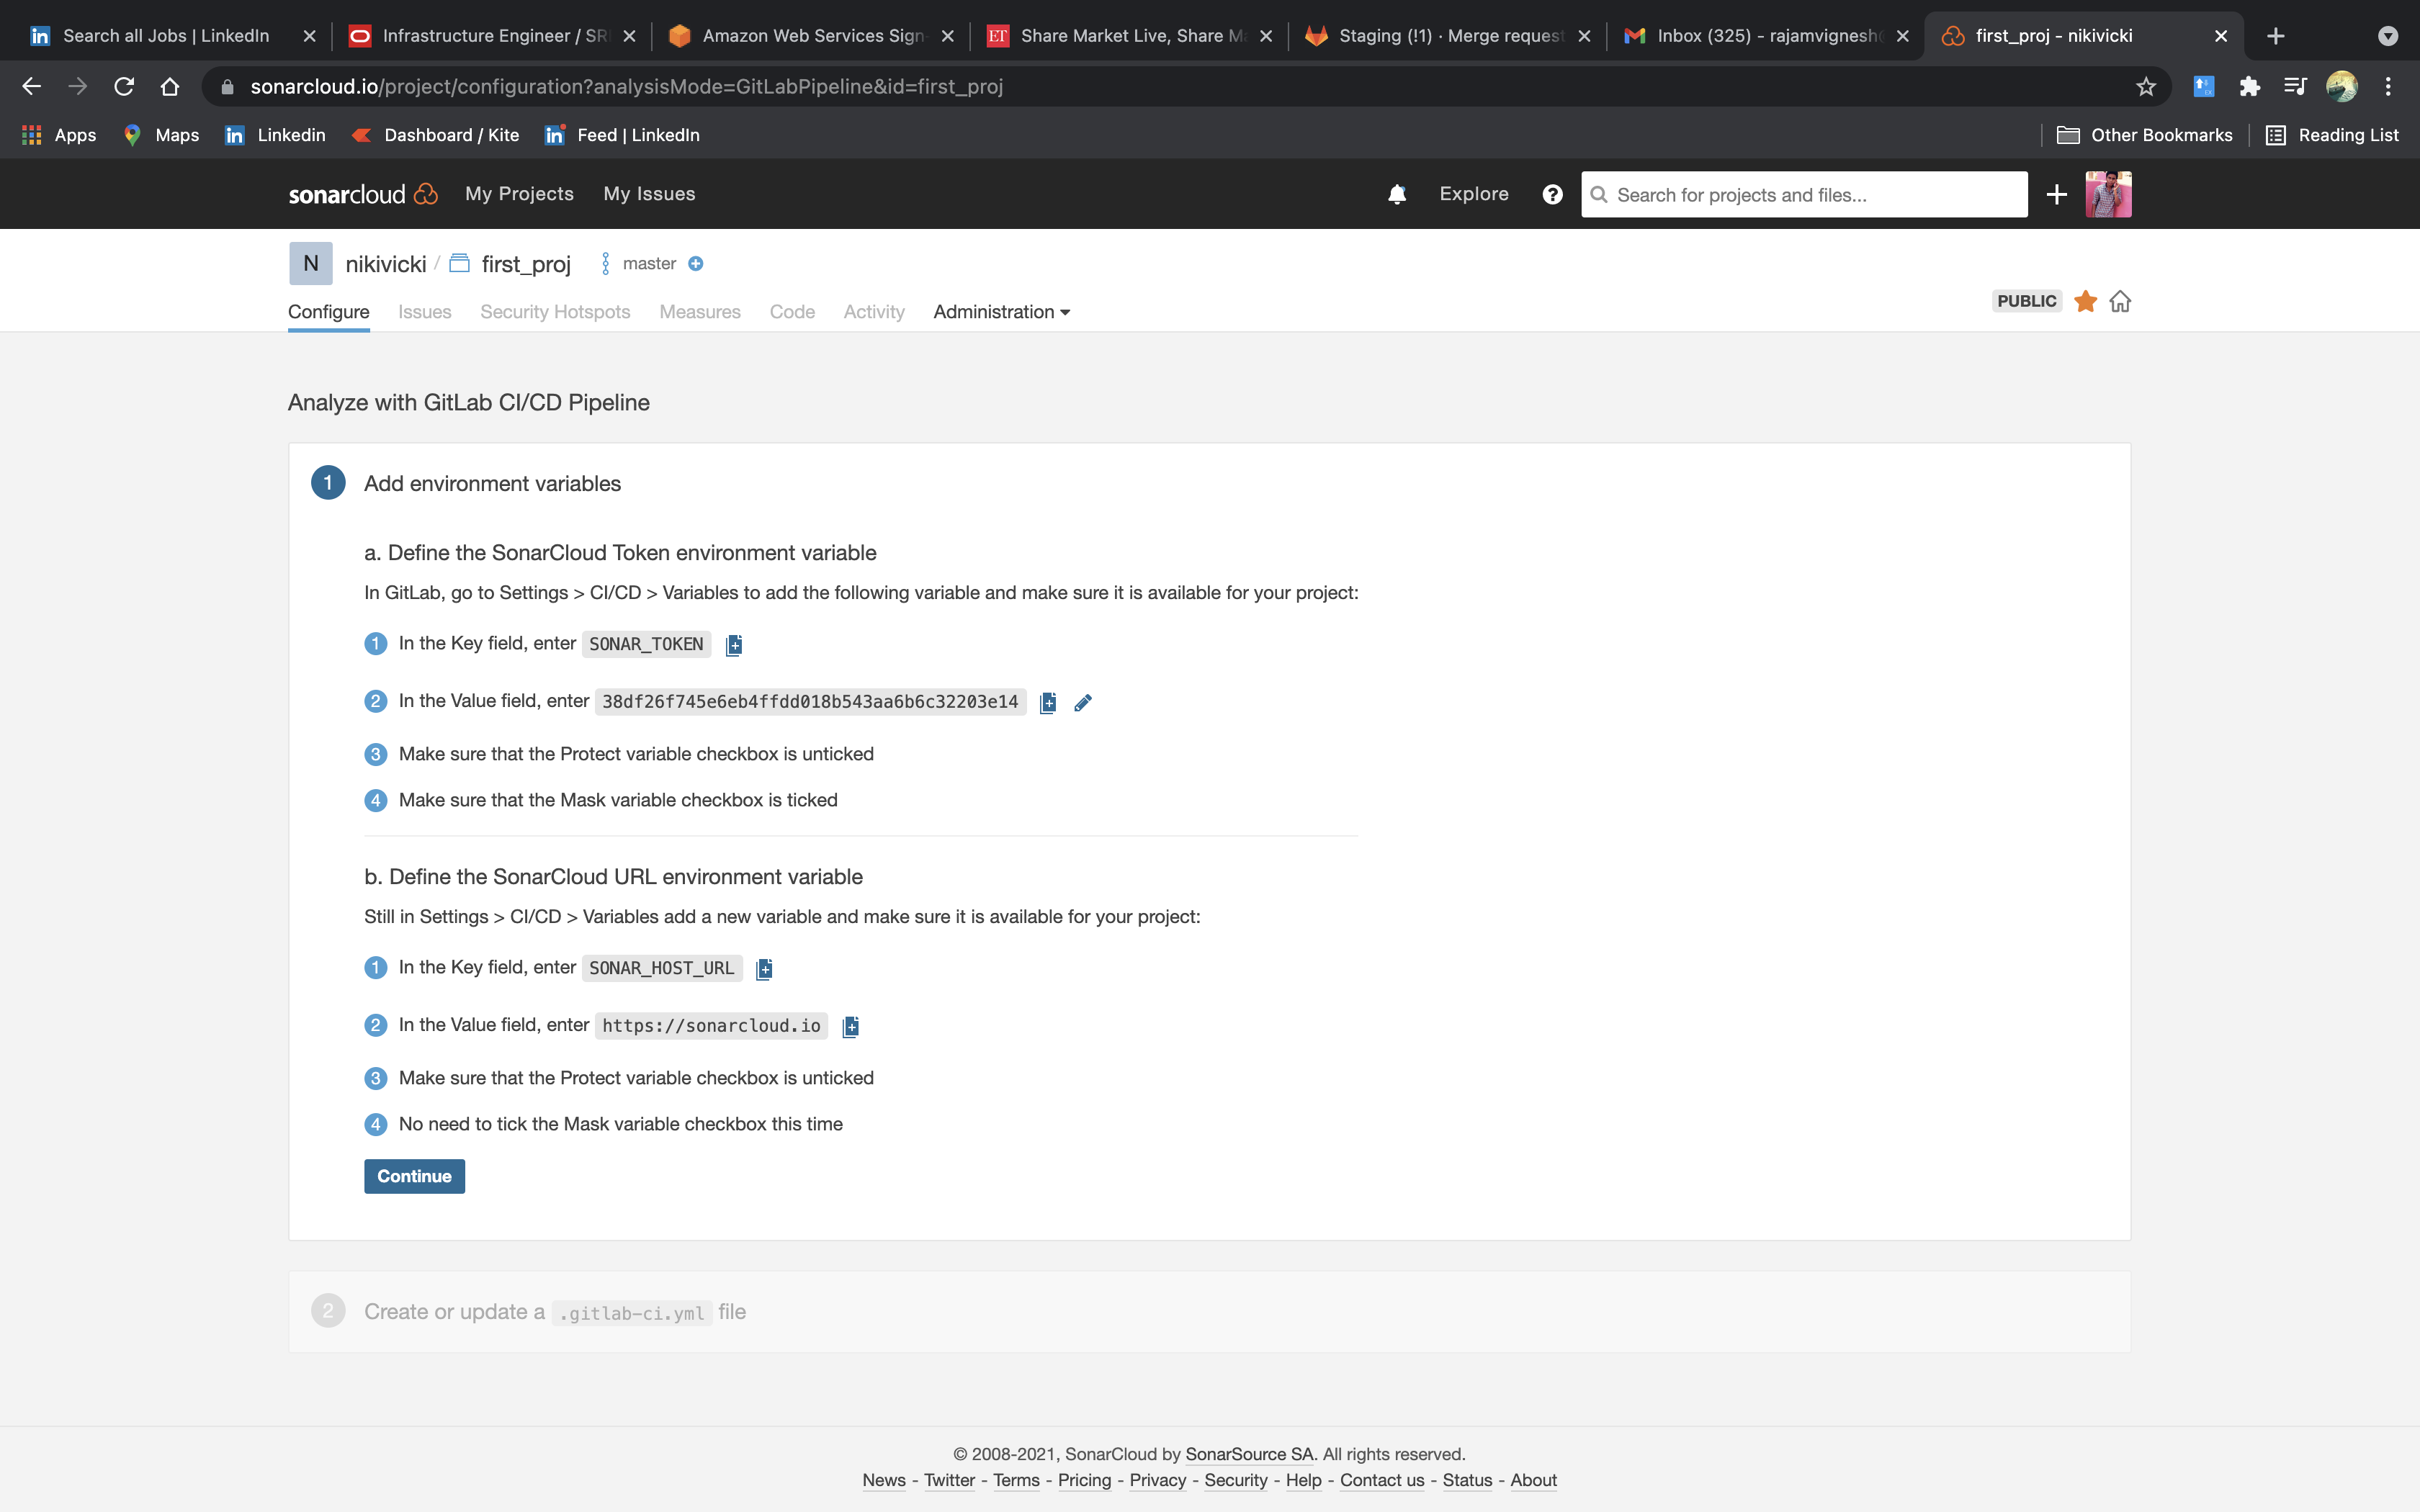 Search all Jobs | LinkedIn
Infrastructure Engineer / SR
Amazon Web Services Sign-
Share Market Live, Share Ma
Staging (!1) · Merge request
Inbox (325) - rajamvignesh@
first_proj - nikivicki
sonarcloud.io/project/configuration?analysisMode=GitLabPipeline&id=first_proj
Apps
Maps
Linkedin
Dashboard / Kite
Feed | LinkedIn
Other Bookmarks
Reading List
sonarcloud
My Projects
My Issues
Explore
Search for projects and files...
N
nikivicki / first_proj
master
Configure
Issues
Security Hotspots
Measures
Code
Activity
Administration
PUBLIC
Analyze with GitLab CI/CD Pipeline
1 Add environment variables
a. Define the SonarCloud Token environment variable
In GitLab, go to Settings > CI/CD > Variables to add the following variable and make sure it is available for your project:
1 In the Key field, enter SONAR_TOKEN
2 In the Value field, enter 38df26f745e6eb4ffdd018b543aa6b6c32203e14
3 Make sure that the Protect variable checkbox is unticked
4 Make sure that the Mask variable checkbox is ticked
b. Define the SonarCloud URL environment variable
Still in Settings > CI/CD > Variables add a new variable and make sure it is available for your project:
1 In the Key field, enter SONAR_HOST_URL
2 In the Value field, enter https://sonarcloud.io
3 Make sure that the Protect variable checkbox is unticked
4 No need to tick the Mask variable checkbox this time
Continue
2 Create or update a .gitlab-ci.yml file
© 2008-2021, SonarCloud by SonarSource SA. All rights reserved.
News - Twitter - Terms - Pricing - Privacy - Security - Help - Contact us - Status - About